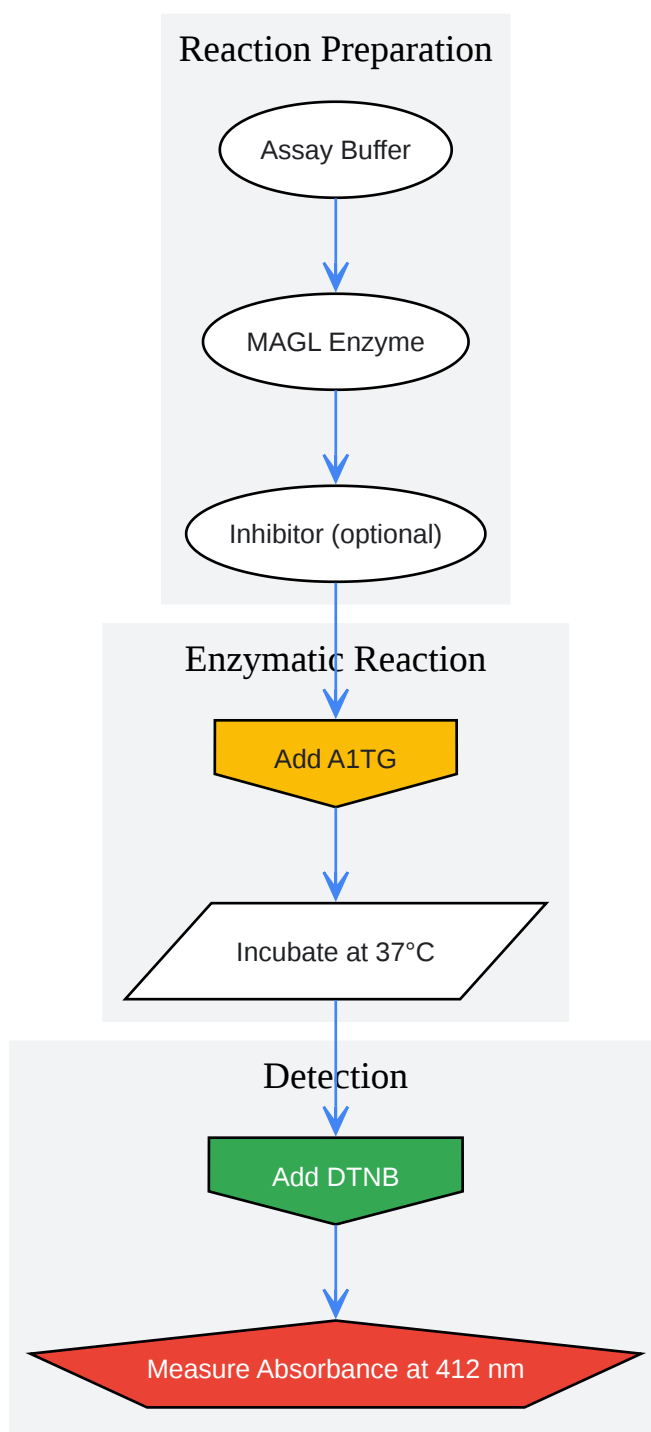 Reaction Preparation
Assay Buffer
MAGL Enzyme
Inhibitor (optional)
Enzymatic Reaction
Add A1TG
Incubate at 37°C
Detection
Add DTNB
Measure Absorbance at 412 nm